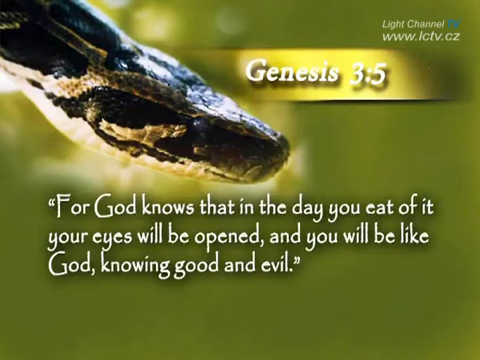 Light Channel TV
www.lctv.cz
Genesis 3:5
“For God knows that in the day you eat of it
your eyes will be opened, and you will be like
God, knowing good and evil.”